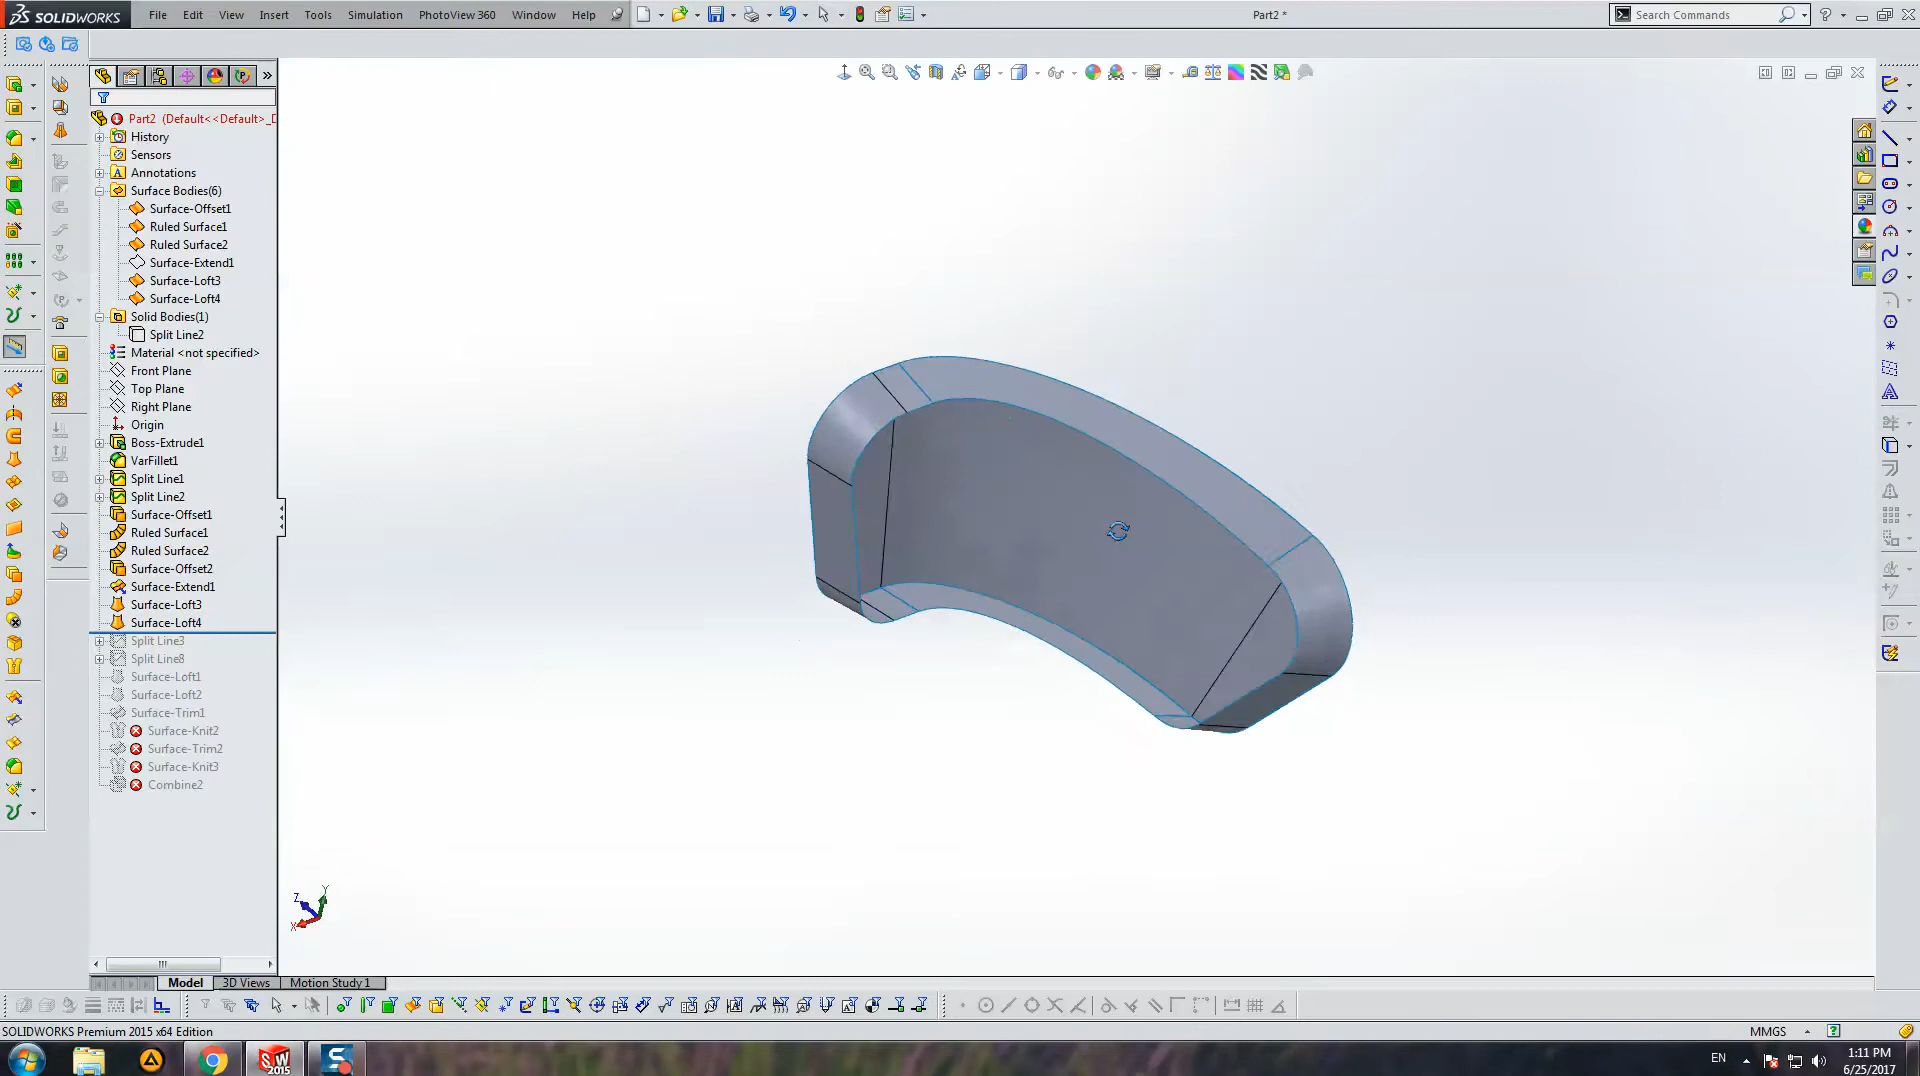 SOLIDWORKS File Edit View Insert Tools Simulation PhotoView 360 Window Help Part2 * Search Commands
Part2 (Default<<Default>_D
History
Sensors
Annotations
Surface Bodies(6)
Surface-Offset1
Ruled Surface1
Ruled Surface2
Surface-Extend1
Surface-Loft3
Surface-Loft4
Solid Bodies(1)
Split Line2
Material <not specified>
Front Plane
Top Plane
Right Plane
Origin
Boss-Extrude1
VarFillet1
Split Line1
Split Line2
Surface-Offset1
Ruled Surface1
Ruled Surface2
Surface-Offset2
Surface-Extend1
Surface-Loft3
Surface-Loft4
Split Line3
Split Line8
Surface-Loft1
Surface-Loft2
Surface-Trim1
Surface-Knit2
Surface-Trim2
Surface-Knit3
Combine2
Y
Z
X
Model 3D Views Motion Study 1
SOLIDWORKS Premium 2015 x64 Edition MMGS
EN 1:11 PM
6/25/2017
SW
2015